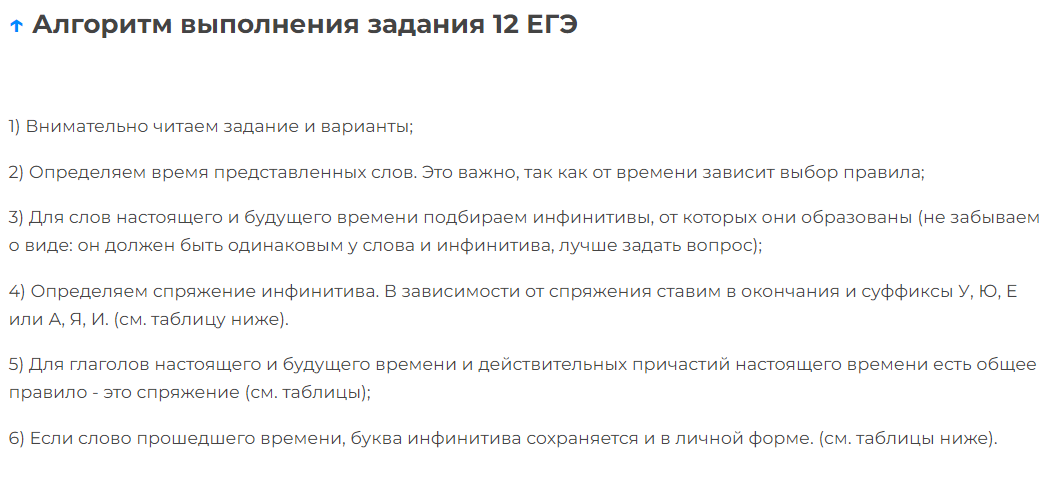 ↑ Алгоритм выполнения задания 12 ЕГЭ
1) Внимательно читаем задание и варианты;
2) Определяем время представленных слов. Это важно, так как от времени зависит выбор правила;
3) Для слов настоящего и будущего времени подбираем инфинитивы, от которых они образованы (не забываем
о виде: он должен быть одинаковым у слова и инфинитива, лучше задать вопрос);
4) Определяем спряжение инфинитива. В зависимости от спряжения ставим в окончания и суффиксы У, Ю, Е
или А, Я, И. (см. таблицу ниже).
5) Для глаголов настоящего и будущего времени и действительных причастий настоящего времени есть общее
правило - это спряжение (см. таблицы);
6) Если слово прошедшего времени, буква инфинитива сохраняется и в личной форме. (см. таблицы ниже).